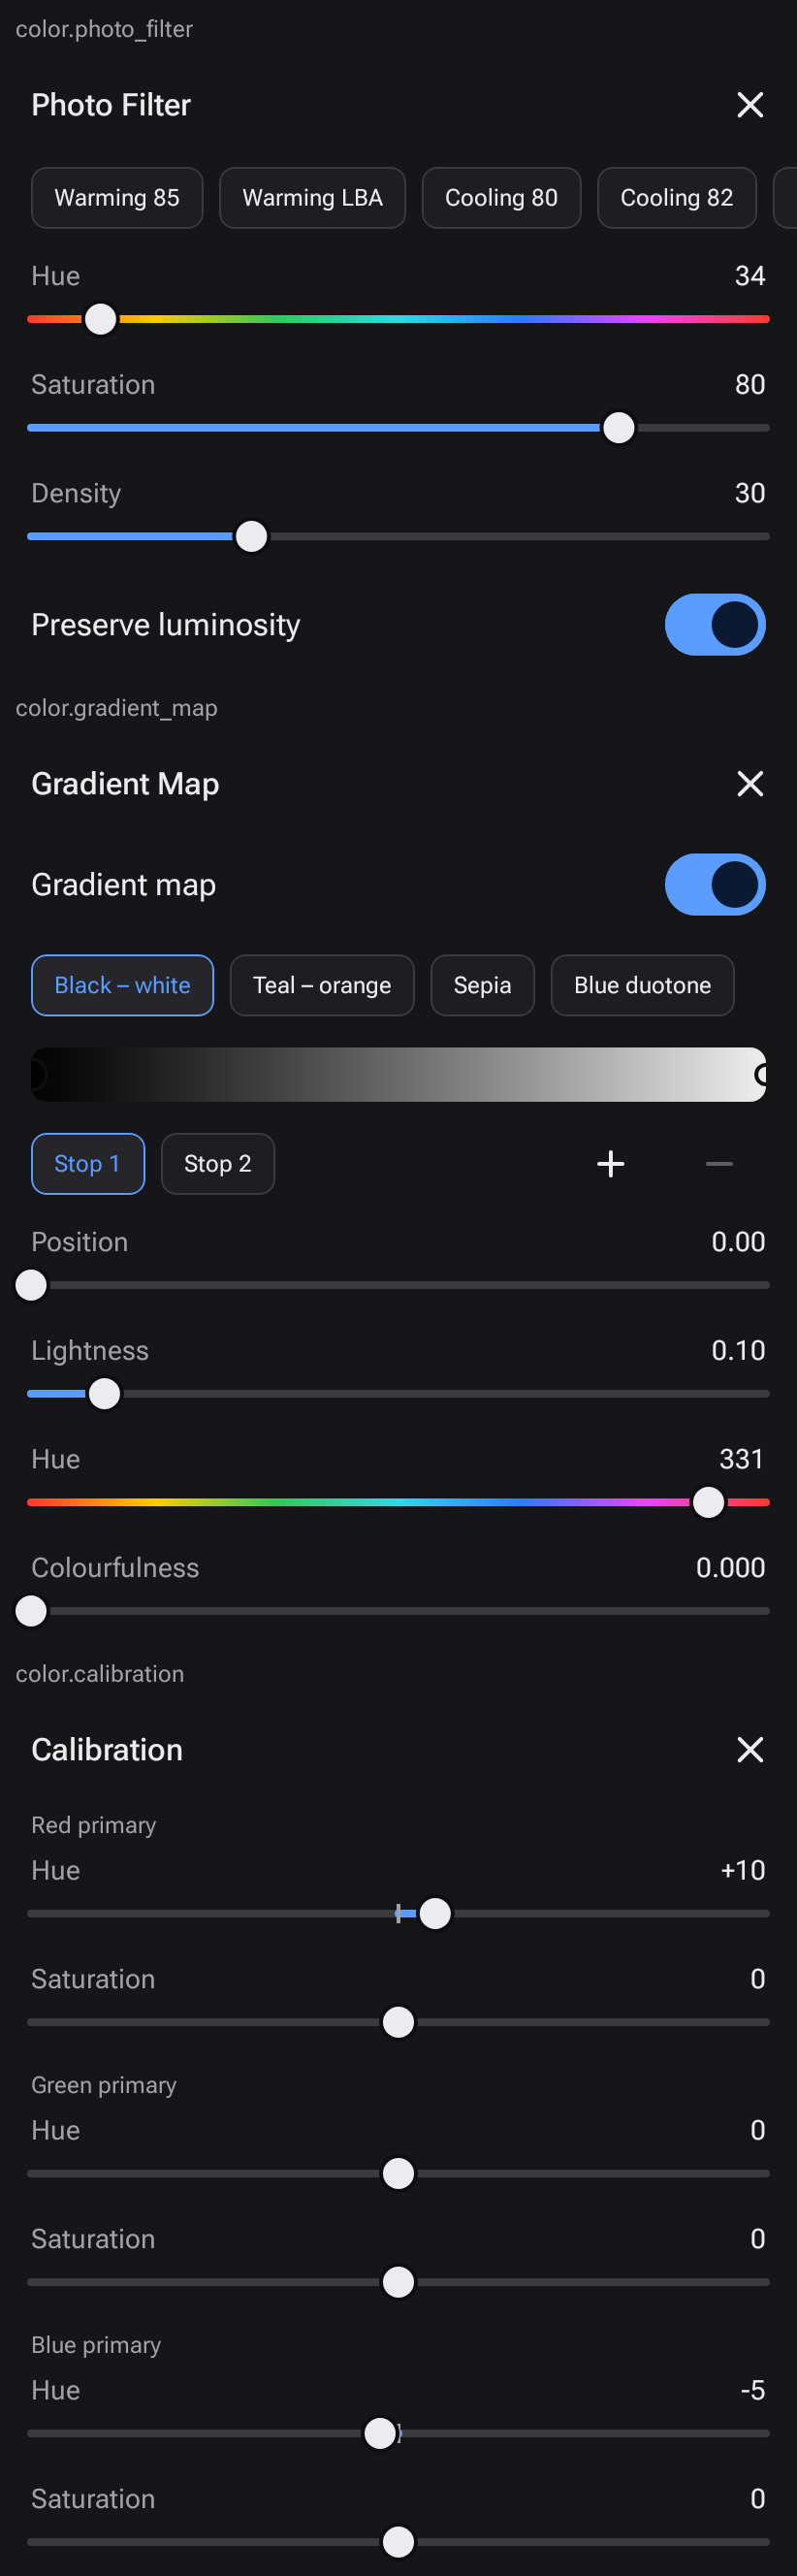 color.photo_filter
Photo Filter
Warming 85 Warming LBA Cooling 80 Cooling 82
Hue 34
Saturation 80
Density 30
Preserve luminosity
color.gradient_map
Gradient Map
Gradient map
Black – white Teal – orange Sepia Blue duotone
Stop 1 Stop 2
Position 0.00
Lightness 0.10
Hue 331
Colourfulness 0.000
color.calibration
Calibration
Red primary
Hue +10
Saturation 0
Green primary
Hue 0
Saturation 0
Blue primary
Hue -5
Saturation 0